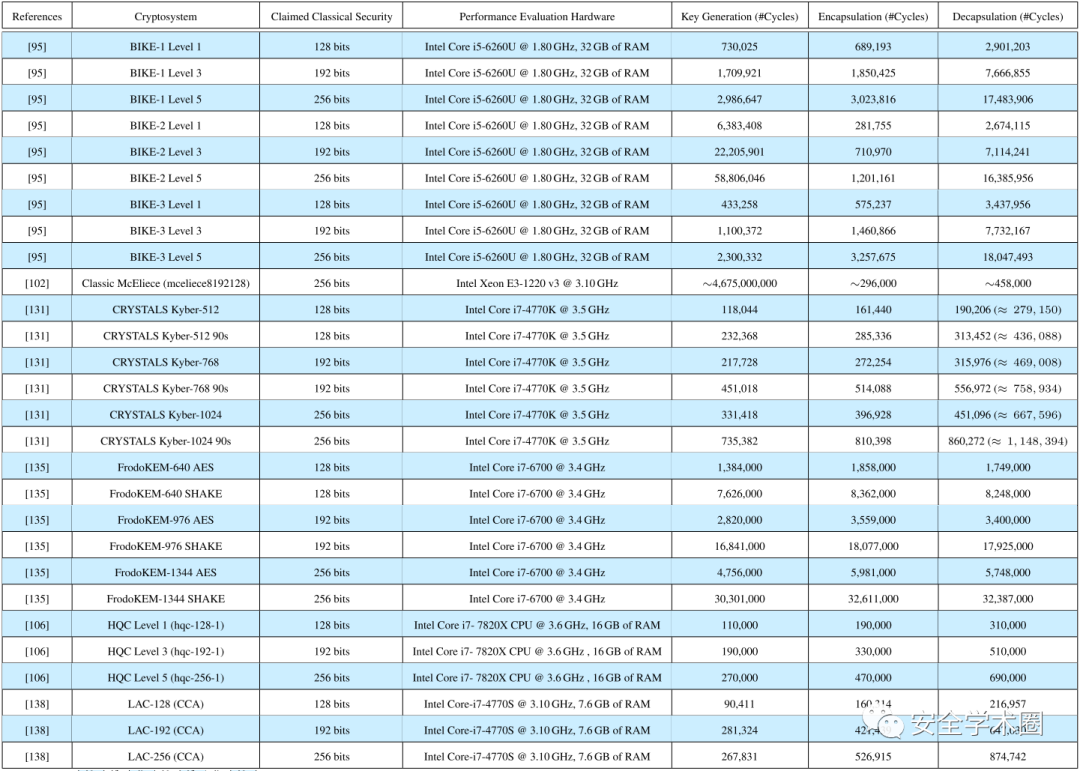 References Cryptosystem Claimed Classical Security Performance Evaluation Hardware Key Generation (#Cycles) Encapsulation (#Cycles) Decapsulation (#Cycles)
[95] BIKE-1 Level 1 128 bits Intel Core i5-6260U @ 1.80 GHz, 32 GB of RAM 730,025 689,193 2,901,203
[95] BIKE-1 Level 3 192 bits Intel Core i5-6260U @ 1.80 GHz, 32 GB of RAM 1,709,921 1,850,425 7,666,855
[95] BIKE-1 Level 5 256 bits Intel Core i5-6260U @ 1.80 GHz, 32 GB of RAM 2,986,647 3,023,816 17,483,906
[95] BIKE-2 Level 1 128 bits Intel Core i5-6260U @ 1.80 GHz, 32 GB of RAM 6,383,408 281,755 2,674,115
[95] BIKE-2 Level 3 192 bits Intel Core i5-6260U @ 1.80 GHz, 32 GB of RAM 22,205,901 710,970 7,114,241
[95] BIKE-2 Level 5 256 bits Intel Core i5-6260U @ 1.80 GHz, 32 GB of RAM 58,806,046 1,201,161 16,385,956
[95] BIKE-3 Level 1 128 bits Intel Core i5-6260U @ 1.80 GHz, 32 GB of RAM 433,258 575,237 3,437,956
[95] BIKE-3 Level 3 192 bits Intel Core i5-6260U @ 1.80 GHz, 32 GB of RAM 1,100,372 1,460,866 7,732,167
[95] BIKE-3 Level 5 256 bits Intel Core i5-6260U @ 1.80 GHz, 32 GB of RAM 2,300,332 3,257,675 18,047,493
[102] Classic McEliece (mceliece8192128) 256 bits Intel Xeon E3-1220 v3 @ 3.10 GHz ∼4,675,000,000 ∼296,000 ∼458,000
[131] CRYSTALS Kyber-512 128 bits Intel Core i7-4770K @ 3.5 GHz 118,044 161,440 190,206 (≈ 279, 150)
[131] CRYSTALS Kyber-512 90s 128 bits Intel Core i7-4770K @ 3.5 GHz 232,368 285,336 313,452 (≈ 436, 088)
[131] CRYSTALS Kyber-768 192 bits Intel Core i7-4770K @ 3.5 GHz 217,728 272,254 315,976 (≈ 469, 008)
[131] CRYSTALS Kyber-768 90s 192 bits Intel Core i7-4770K @ 3.5 GHz 451,018 514,088 556,972 (≈ 758, 934)
[131] CRYSTALS Kyber-1024 256 bits Intel Core i7-4770K @ 3.5 GHz 331,418 396,928 451,096 (≈ 667, 596)
[131] CRYSTALS Kyber-1024 90s 256 bits Intel Core i7-4770K @ 3.5 GHz 735,382 810,398 860,272 (≈ 1, 148, 394)
[135] FrodoKEM-640 AES 128 bits Intel Core i7-6700 @ 3.4 GHz 1,384,000 1,858,000 1,749,000
[135] FrodoKEM-640 SHAKE 128 bits Intel Core i7-6700 @ 3.4 GHz 7,626,000 8,362,000 8,248,000
[135] FrodoKEM-976 AES 192 bits Intel Core i7-6700 @ 3.4 GHz 2,820,000 3,559,000 3,400,000
[135] FrodoKEM-976 SHAKE 192 bits Intel Core i7-6700 @ 3.4 GHz 16,841,000 18,077,000 17,925,000
[135] FrodoKEM-1344 AES 256 bits Intel Core i7-6700 @ 3.4 GHz 4,756,000 5,981,000 5,748,000
[135] FrodoKEM-1344 SHAKE 256 bits Intel Core i7-6700 @ 3.4 GHz 30,301,000 32,611,000 32,387,000
[106] HQC Level 1 (hqc-128-1) 128 bits Intel Core i7- 7820X CPU @ 3.6 GHz, 16 GB of RAM 110,000 190,000 310,000
[106] HQC Level 3 (hqc-192-1) 192 bits Intel Core i7- 7820X CPU @ 3.6 GHz , 16 GB of RAM 190,000 330,000 510,000
[106] HQC Level 5 (hqc-256-1) 256 bits Intel Core i7- 7820X CPU @ 3.6 GHz , 16 GB of RAM 270,000 470,000 690,000
[138] LAC-128 (CCA) 128 bits Intel Core-i7-4770S @ 3.10 GHz, 7.6 GB of RAM 90,411 216,957
[138] LAC-192 (CCA) 192 bits Intel Core-i7-4770S @ 3.10 GHz, 7.6 GB of RAM 281,324
安全学术圈
[138] LAC-256 (CCA) 256 bits Intel Core-i7-4770S @ 3.10 GHz, 7.6 GB of RAM 267,831 526,915 874,742